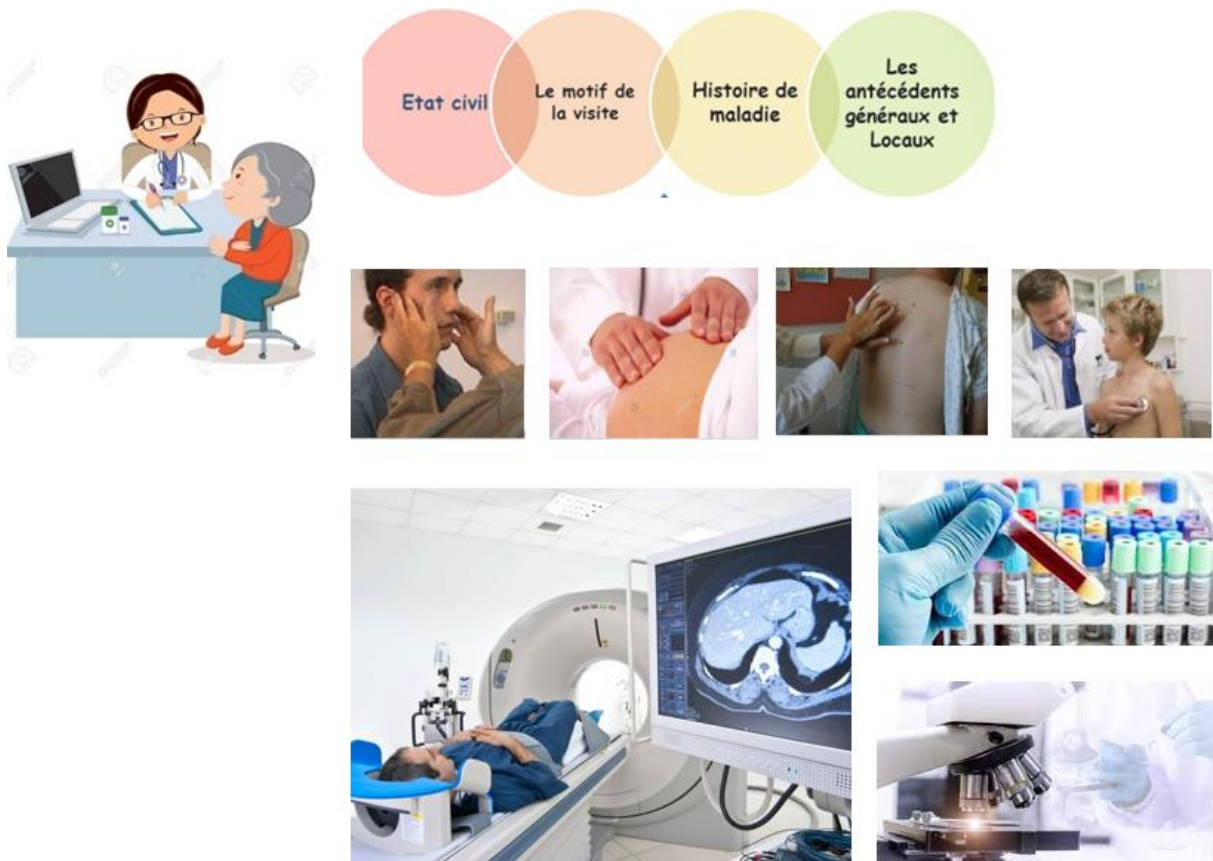 Etat civil
Le motif de
la visite
Histoire de
maladie
Les
antécédents
généraux et
Locaux